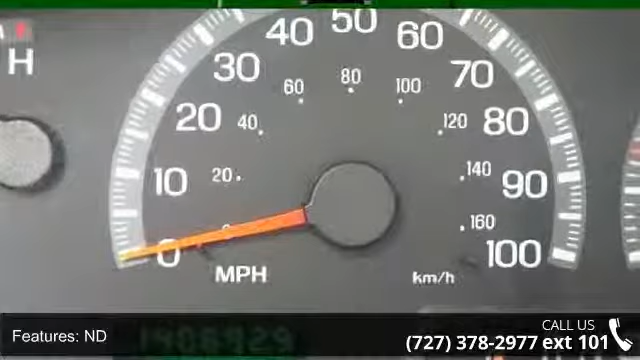 H
50
40 60
30 70
60 80 100
20 80
40 120
10 90
20 140
0 160
0 100
MPH km/h
CALL US
Features: ND
(727) 378-2977 ext 101